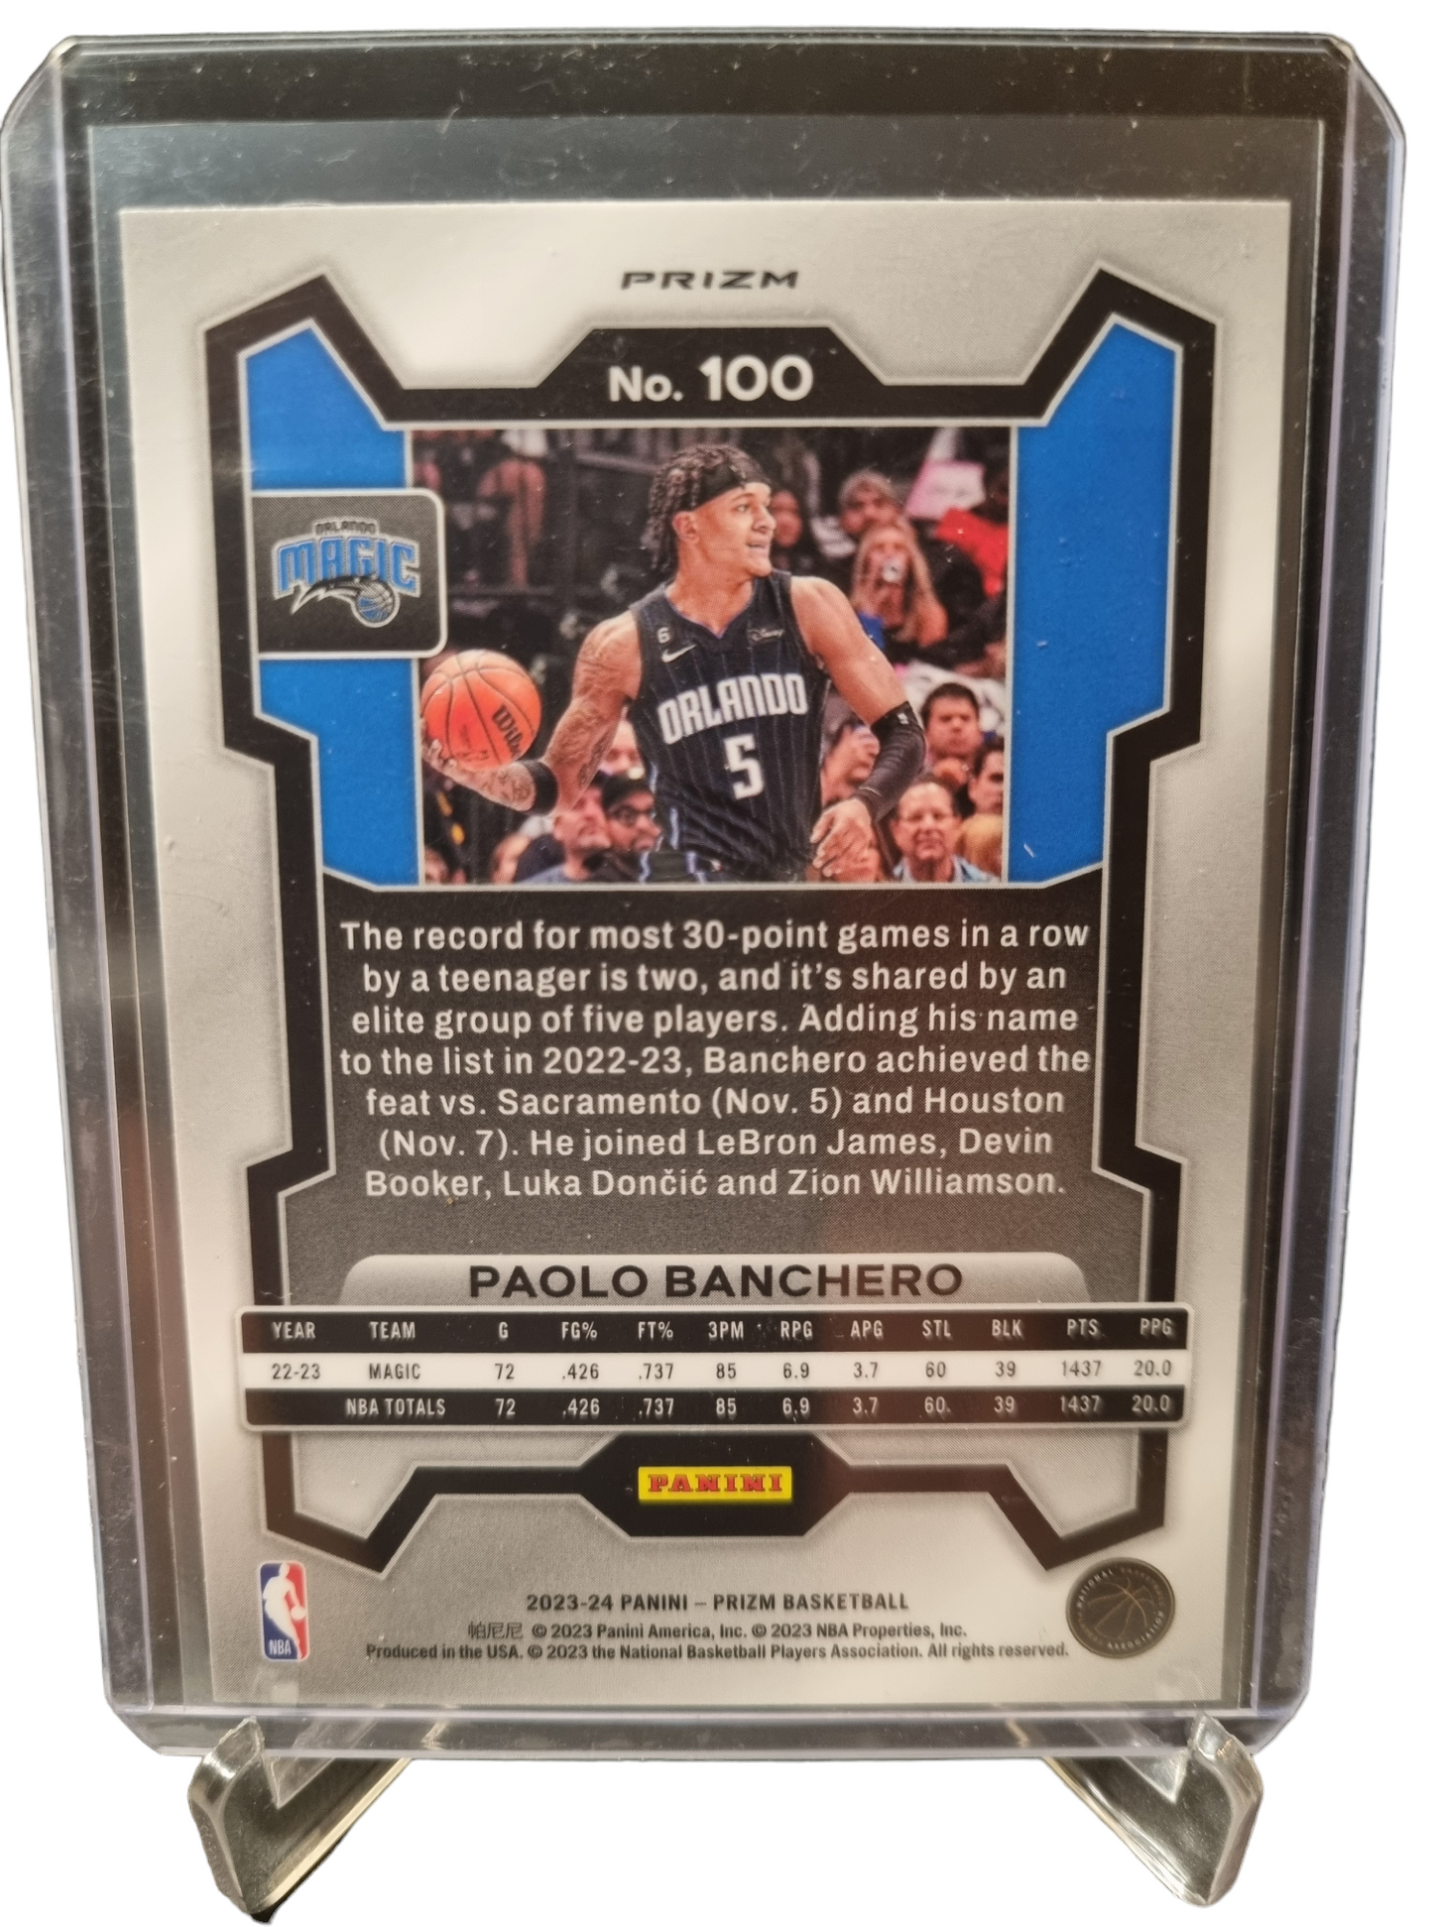 PRIZM
No. 100
ORLANDO
MAGIC
6
Disney
Wilson
ORLANDO
5
The record for most 30-point games in a row
by a teenager is two, and it's shared by an
elite group of five players. Adding his name
to the list in 2022-23, Banchero achieved the
feat vs. Sacramento (Nov. 5) and Houston
(Nov. 7). He joined LeBron James, Devin
Booker, Luka Dončić and Zion Williamson.
PAOLO BANCHERO
YEAR TEAM G FG% FT% 3PM RPG APG STL BLK PTS PPG
22-23 MAGIC 72 .426 .737 85 6.9 3.7 60 39 1437 20.0
NBA TOTALS 72 .426 .737 85 6.9 3.7 60 39 1437 20.0
PANINI
NBA
2023-24 PANINI – PRIZM BASKETBALL
帕尼尼 © 2023 Panini America, Inc. © 2023 NBA Properties, Inc.
Produced in the USA. © 2023 the National Basketball Players Association. All rights reserved.
NATIONAL BASKETBALL
ASSOCIATION